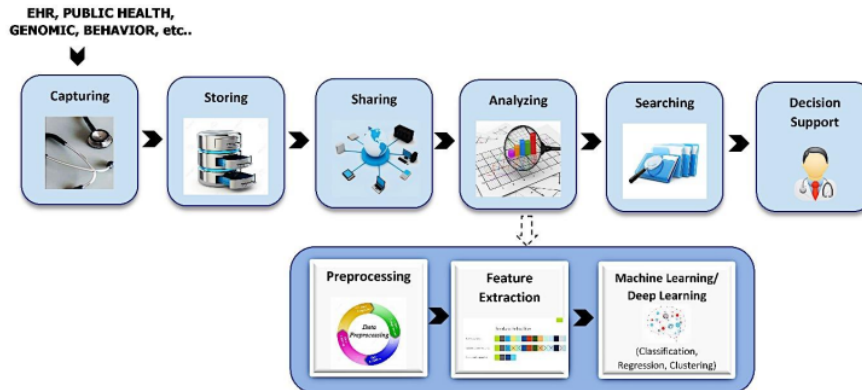 EHR, PUBLIC HEALTH,
GENOMIC, BEHAVIOR, etc..
Capturing
Storing
Sharing
Analyzing
Searching
Decision
Support
Preprocessing
Data
Preprocessing
Feature
Extraction
Machine Learning/
Deep Learning
(Classification,
Regression, Clustering)